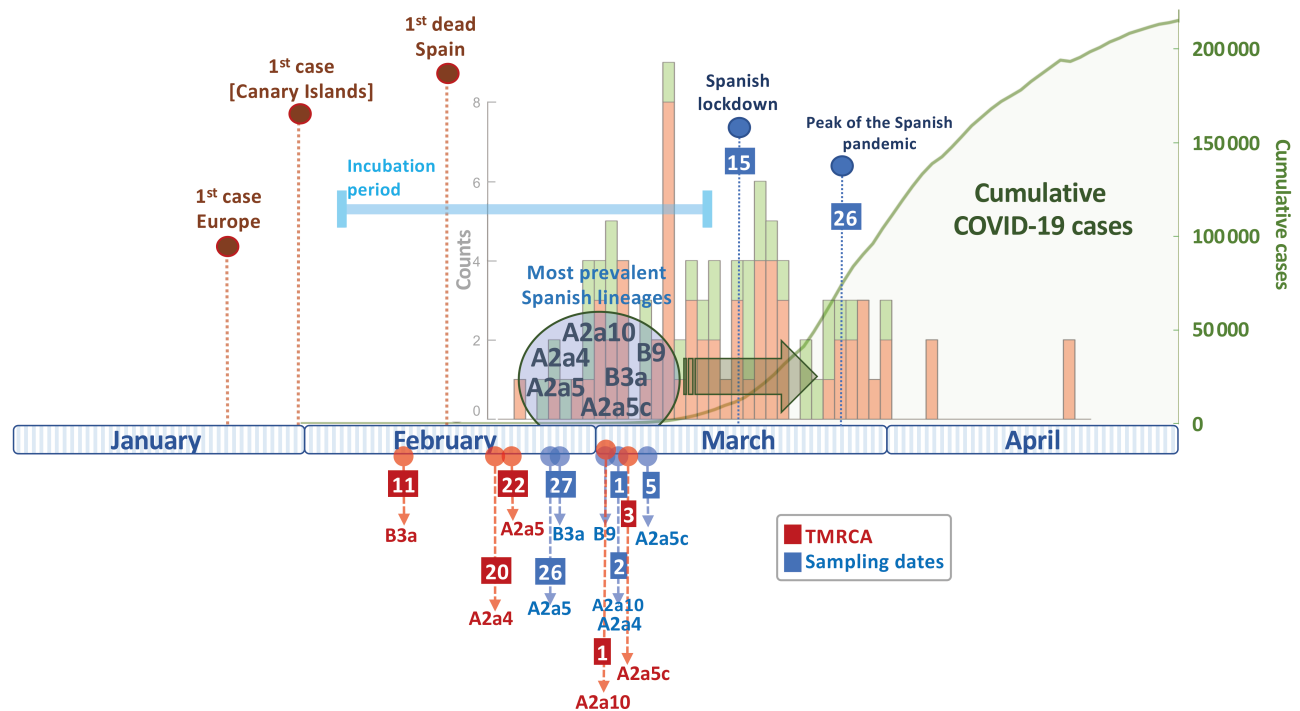 1st dead
Spain
1st case
[Canary Islands]
1st case
Europe
Incubation
period
Spanish
lockdown
15
Peak of the Spanish
pandemic
26
Counts
8
6
4
2
0
Most prevalent
Spanish lineages
A2a10
A2a4
B9
A2a5
B3a
A2a5c
Cumulative
COVID-19 cases
Cumulative cases
200 000
150 000
100 000
50 000
0
January
February
March
April
11
22
27
1
5
3
B3a
A2a5
B3a
B9
A2a5c
20
26
2
A2a4
A2a5
A2a10
A2a4
1
A2a5c
A2a10
TMRCA
Sampling dates